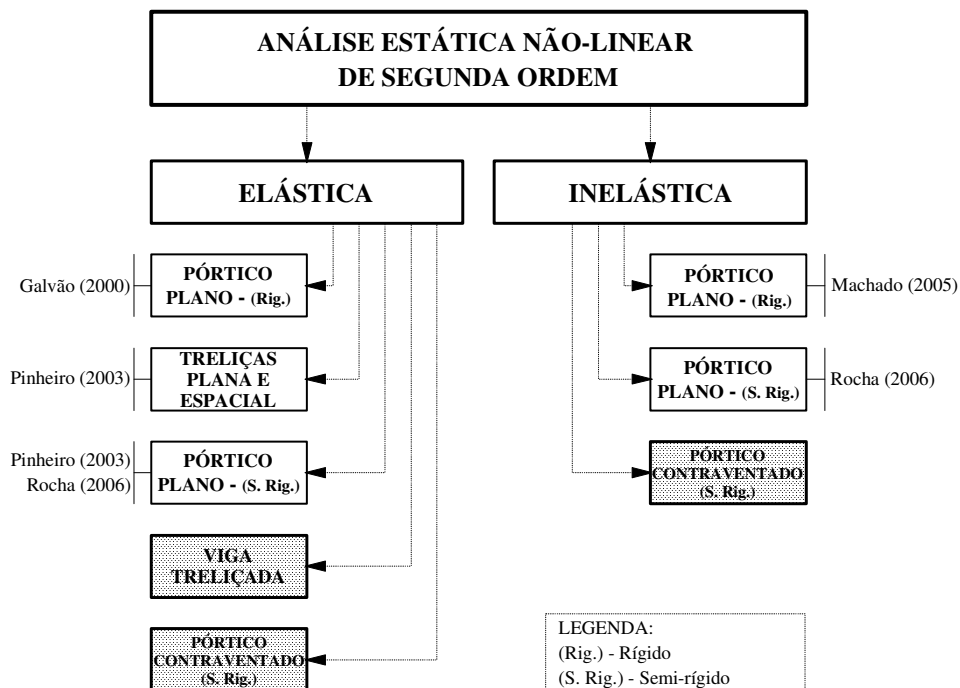 ANÁLISE ESTÁTICA NÃO-LINEAR
DE SEGUNDA ORDEM
ELÁSTICA
INELÁSTICA
Galvão (2000)
PÓRTICO
PLANO - (Rig.)
PÓRTICO
PLANO - (Rig.)
Machado (2005)
Pinheiro (2003)
TRELIÇAS
PLANA E
ESPACIAL
PÓRTICO
PLANO - (S. Rig.)
Rocha (2006)
Pinheiro (2003)
Rocha (2006)
PÓRTICO
PLANO - (S. Rig.)
PÓRTICO
CONTRAVENTADO
(S. Rig.)
VIGA
TRELIÇADA
PÓRTICO
CONTRAVENTADO
(S. Rig.)
LEGENDA:
(Rig.) - Rígido
(S. Rig.) - Semi-rígido